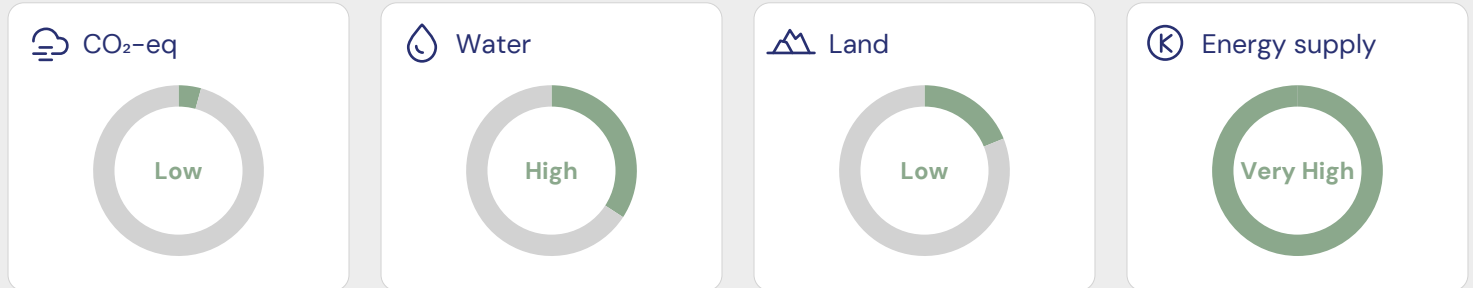 CO₂-eq
Low
Water
High
Land
Low
Energy supply
Very High